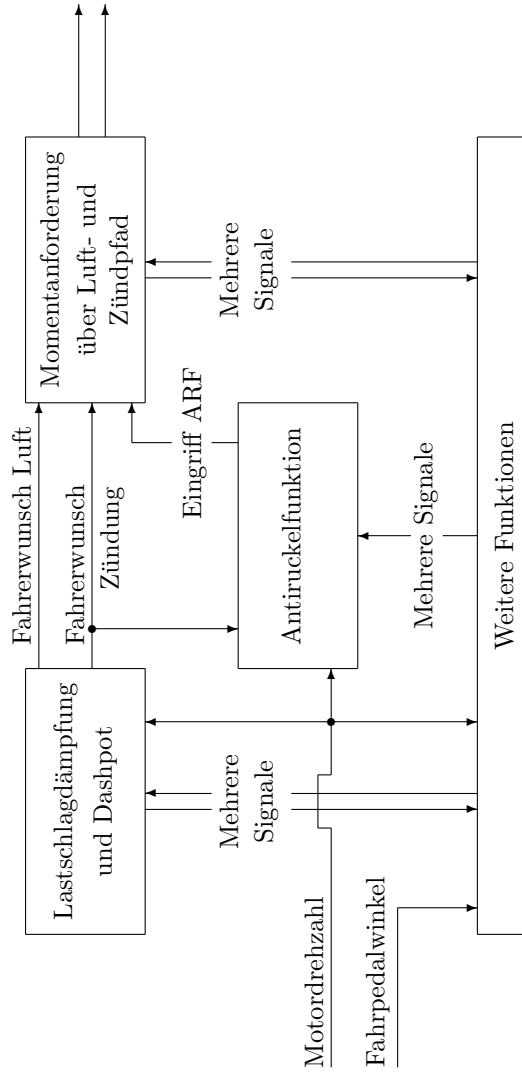 Lastschlagdämpfung
und Dashpot
Fahrerwunsch Luft
Fahrerwunsch
Zündung
Momentanforderung
über Luft- und
Zündpfad
Eingriff ARF
Antiruckelfunktion
Mehrere
Signale
Mehrere
Signale
Mehrere Signale
Motordrehzahl
Fahrpedalwinkel
Weitere Funktionen